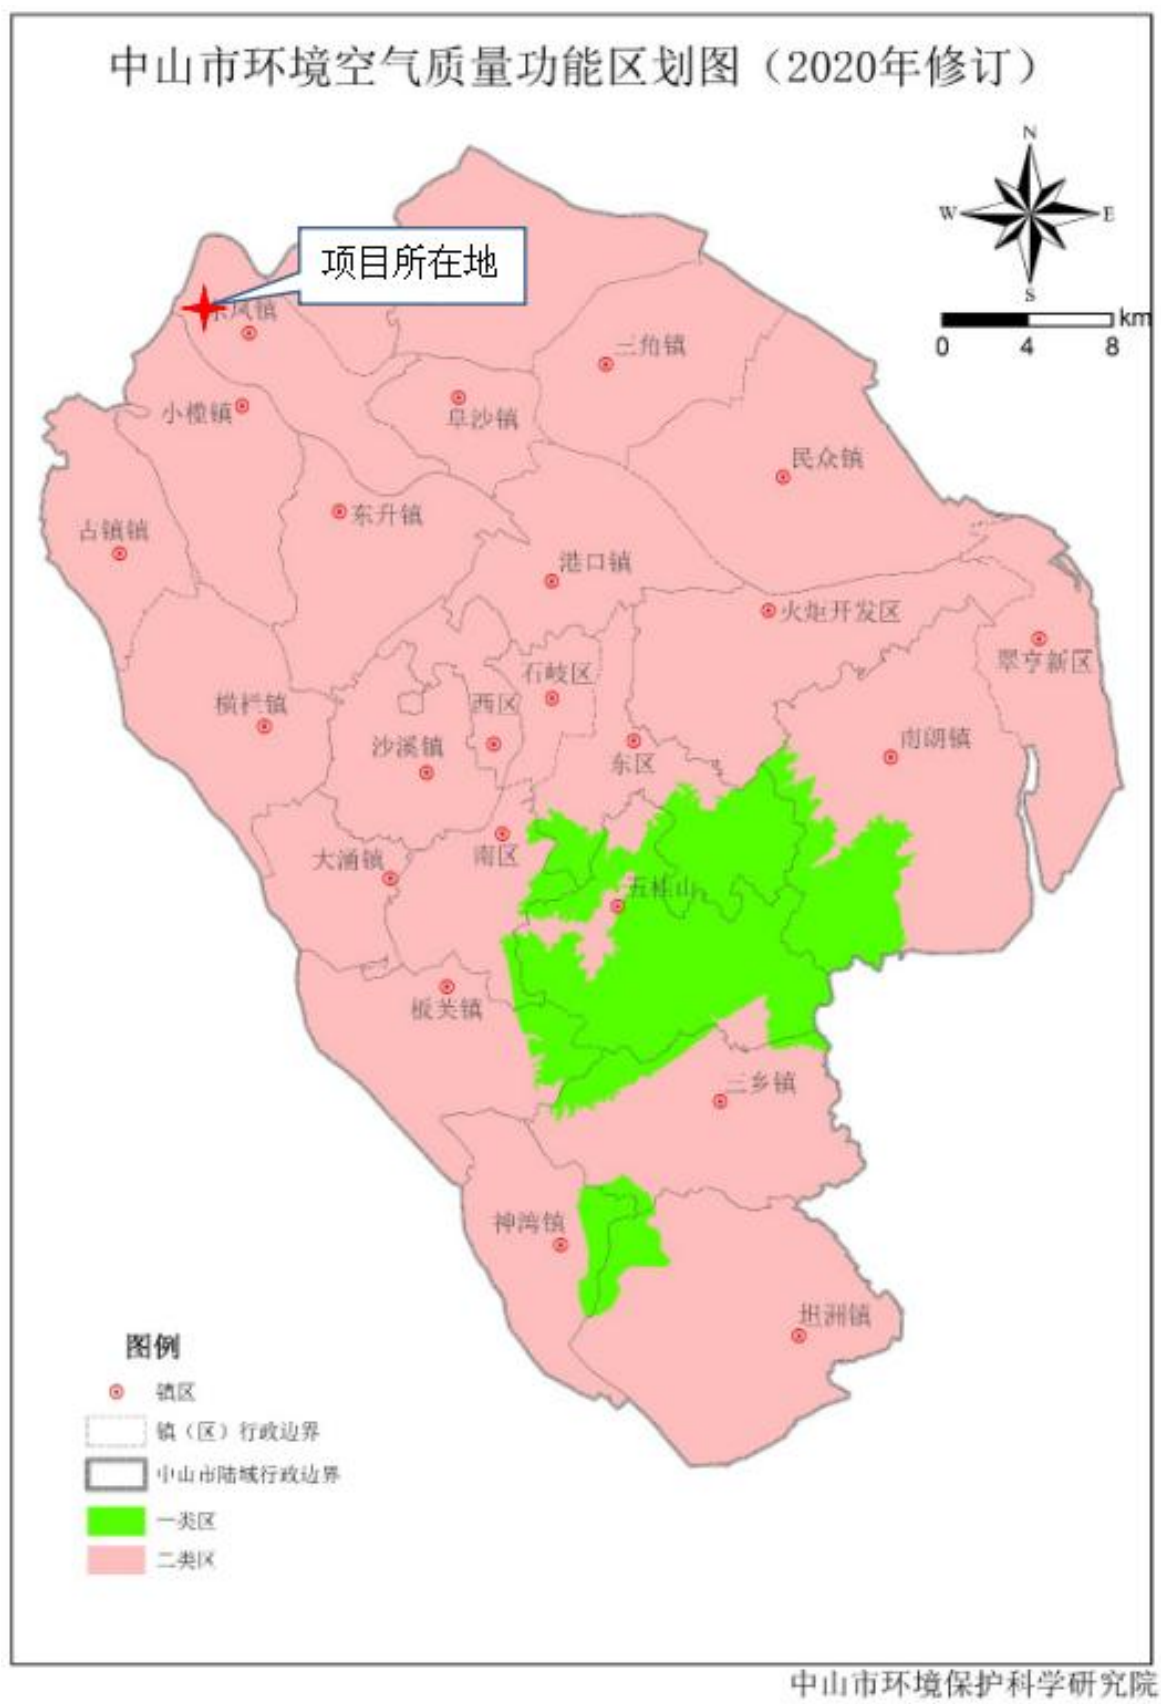 中山市环境空气质量功能区划图（2020年修订）
N
W
E
S
km
0 4 8
项目所在地
东凤镇
三角镇
小榄镇
阜沙镇
民众镇
古镇镇
东升镇
港口镇
火炬开发区
翠亨新区
石岐区
横栏镇
西区
沙溪镇
东区
南朗镇
大涌镇
南区
五桂山
板芙镇
三乡镇
神湾镇
坦洲镇
图例
镇区
镇（区）行政边界
中山市陆域行政边界
一类区
二类区
中山市环境保护科学研究院